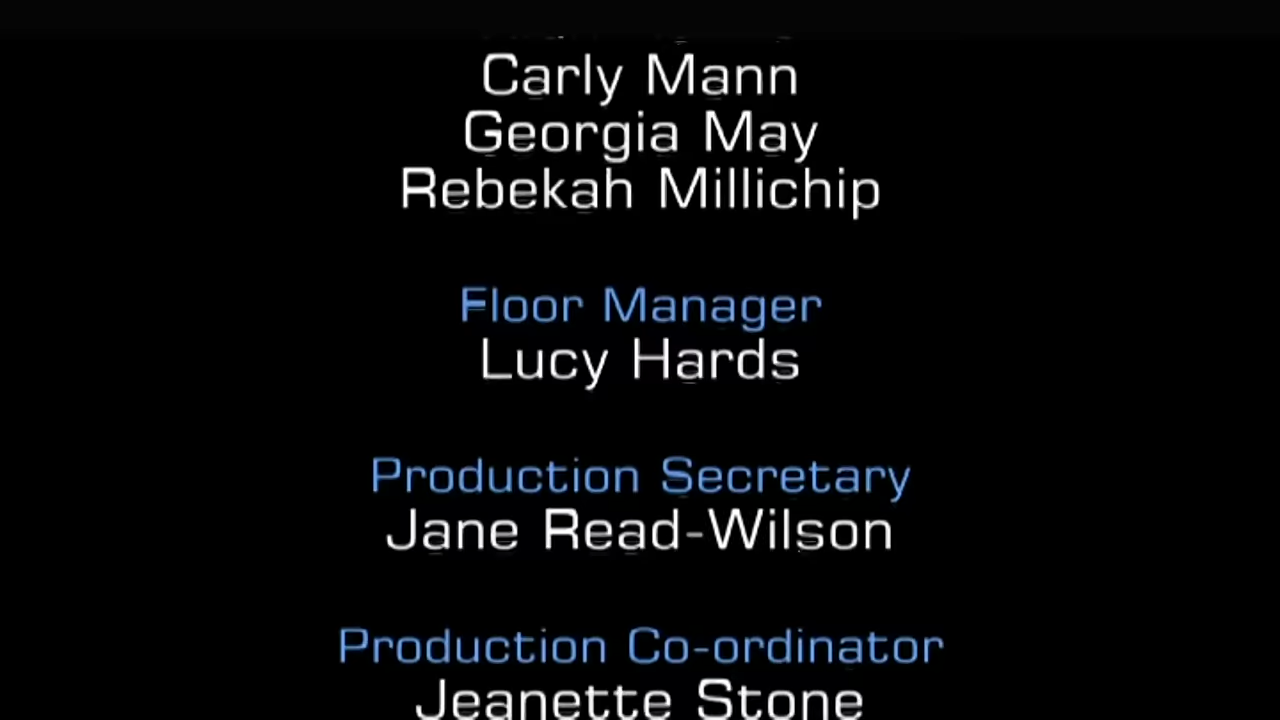 Carly Mann
Georgia May
Rebekah Millichip
Floor Manager
Lucy Hards
Production Secretary
Jane Read-Wilson
Production Co-ordinator
Jeanette Stone